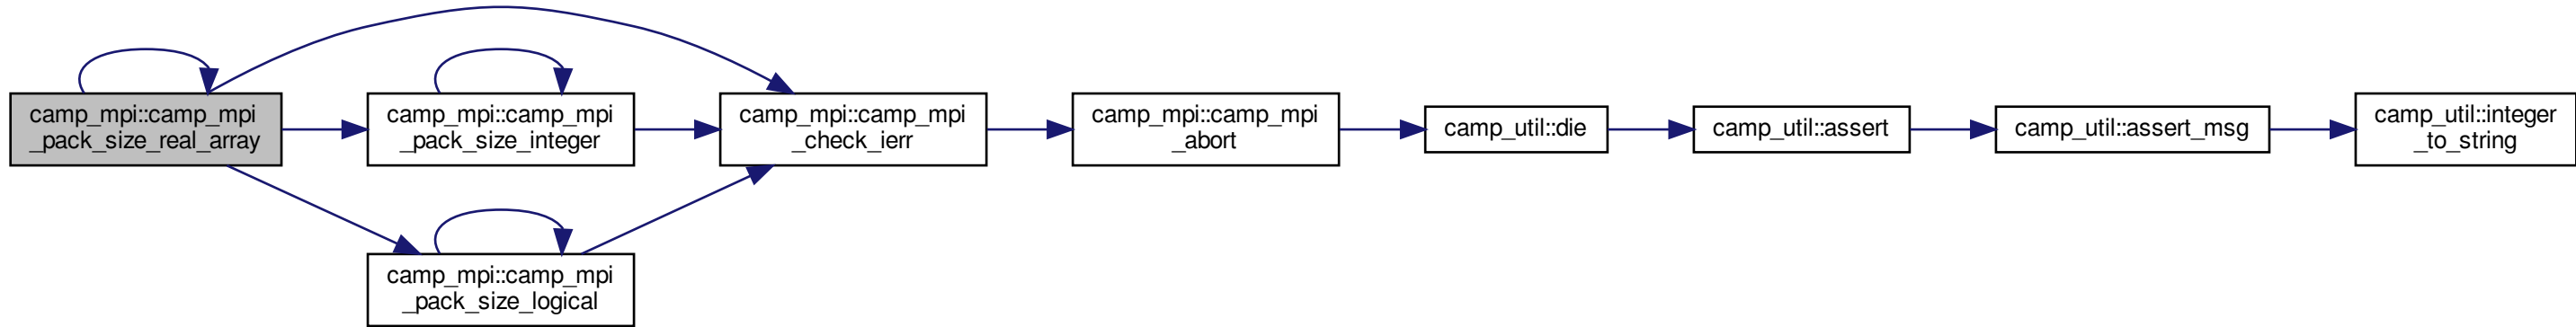 camp_mpi::camp_mpi
_pack_size_real_array
camp_mpi::camp_mpi
_pack_size_integer
camp_mpi::camp_mpi
_check_ierr
camp_mpi::camp_mpi
_abort
camp_util::die
camp_util::assert
camp_util::assert_msg
camp_util::integer
_to_string
camp_mpi::camp_mpi
_pack_size_logical